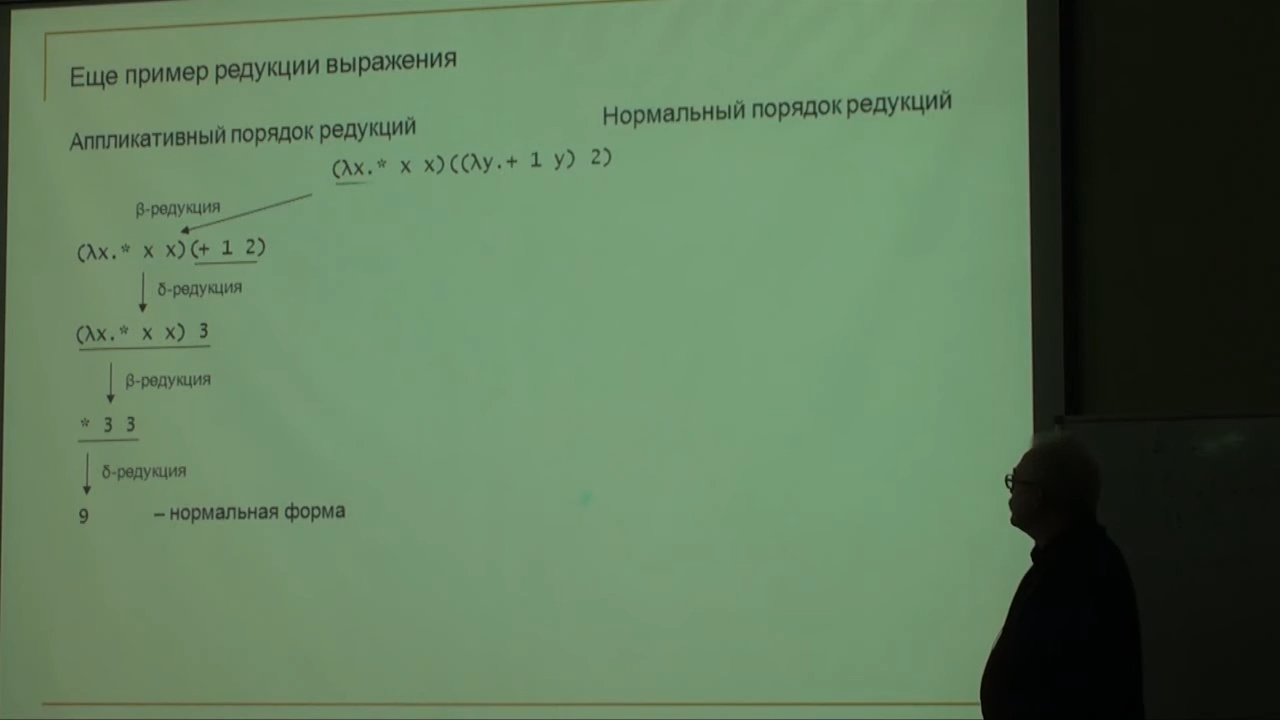 Еще пример редукции выражения
Аппликативный порядок редукций
Нормальный порядок редукций
(λx.* x x)((λy.+ 1 y) 2)
β-редукция
(λx.* x x)(+ 1 2)
δ-редукция
(λx.* x x) 3
β-редукция
* 3 3
δ-редукция
9 – нормальная форма